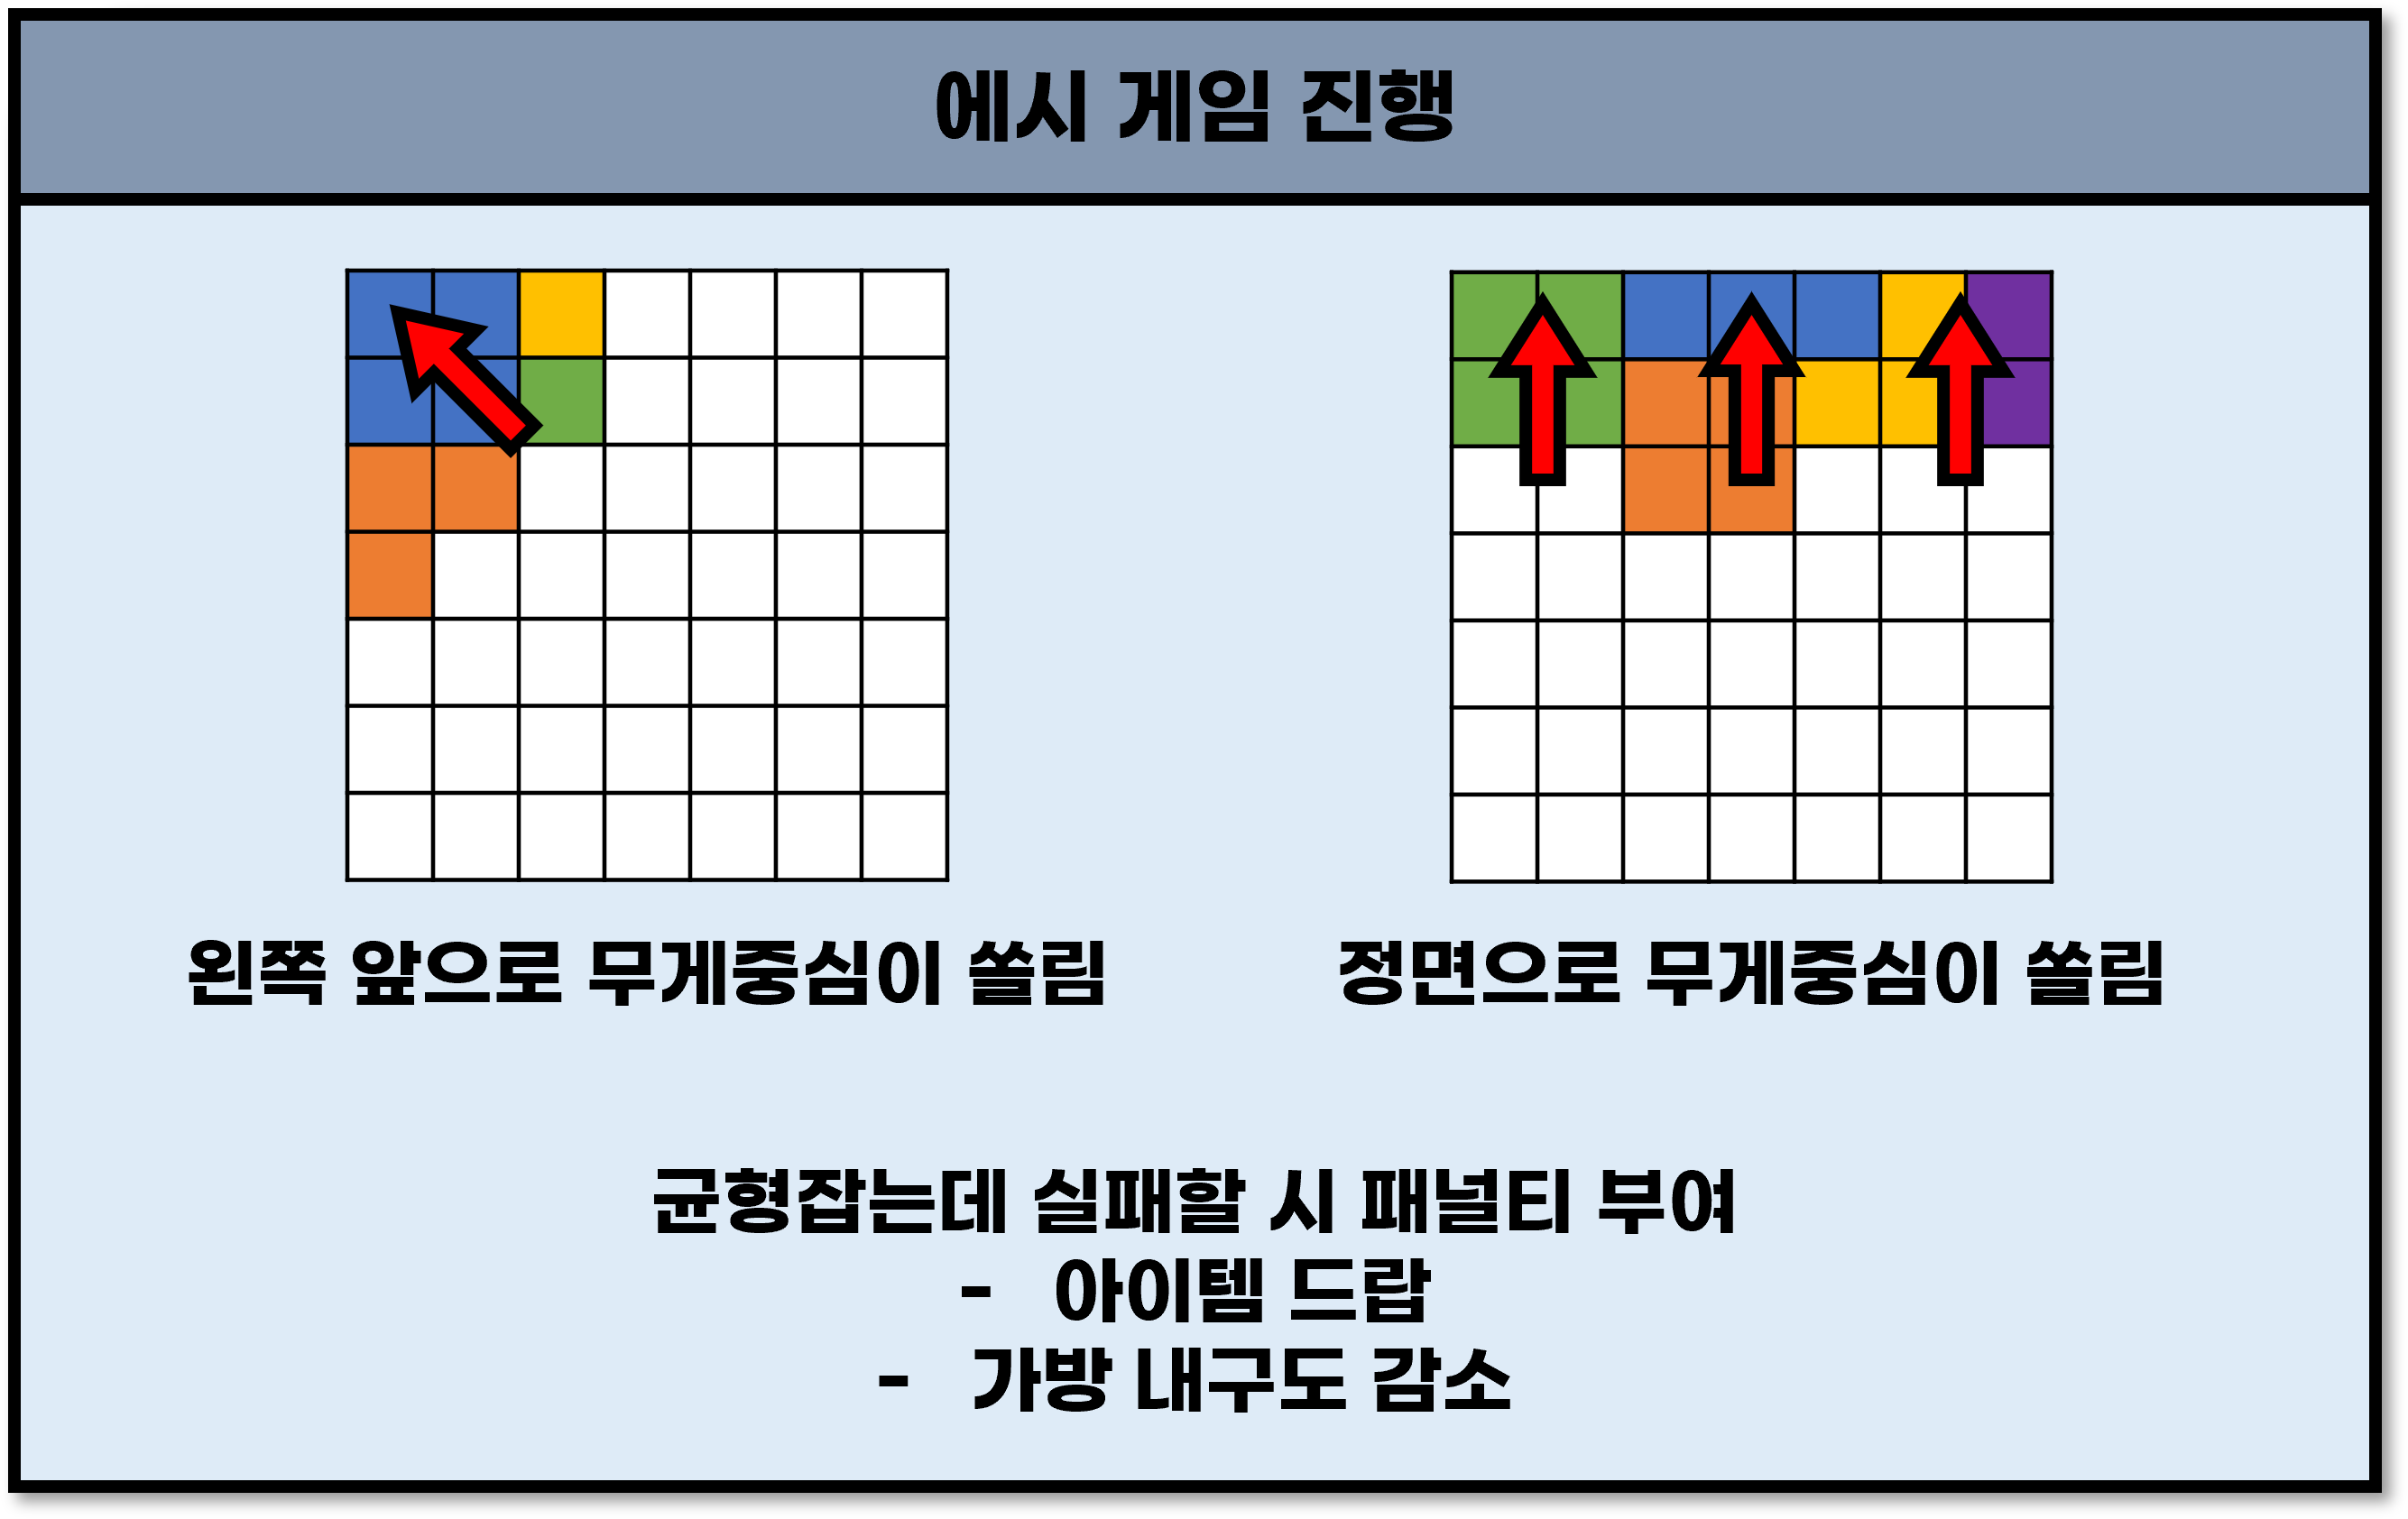 에시 게임 진행
왼쪽 앞으로 무게중심이 쏠림
정면으로 무게중심이 쏠림
균형잡는데 실패할 시 패널티 부여
- 아이템 드랍
- 가방 내구도 감소